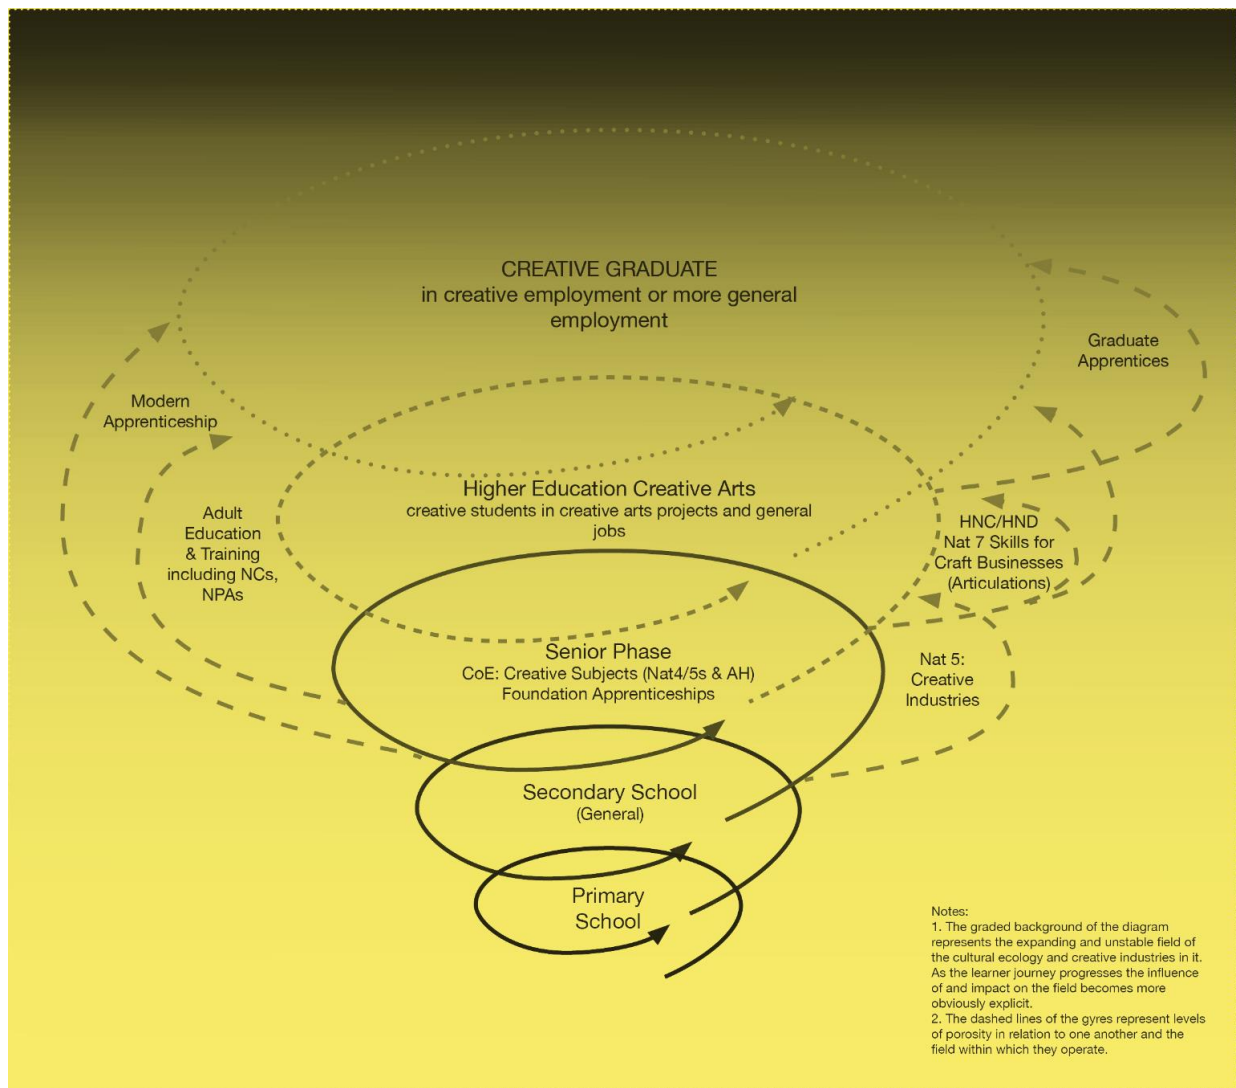 CREATIVE GRADUATE
in creative employment or more general
employment
Graduate
Apprentices
Modern
Apprenticeship
Higher Education Creative Arts
creative students in creative arts projects and general
jobs
Adult
Education
& Training
including NCs,
NPAs
HNC/HND
Nat 7 Skills for
Craft Businesses
(Articulations)
Senior Phase
CoE: Creative Subjects (Nat4/5s & AH)
Foundation Apprenticeships
Nat 5:
Creative
Industries
Secondary School
(General)
Primary
School
Notes:
1. The graded background of the diagram
represents the expanding and unstable field of
the cultural ecology and creative industries in it.
As the learner journey progresses the influence
of and impact on the field becomes more
obviously explicit.
2. The dashed lines of the gyres represent levels
of porosity in relation to one another and the
field within which they operate.